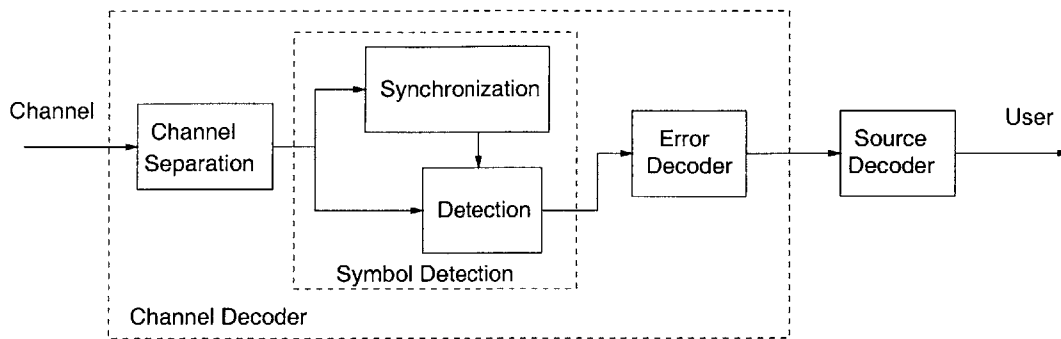 Channel
Channel
Separation
Synchronization
Detection
Symbol Detection
Channel Decoder
Error
Decoder
Source
Decoder
User